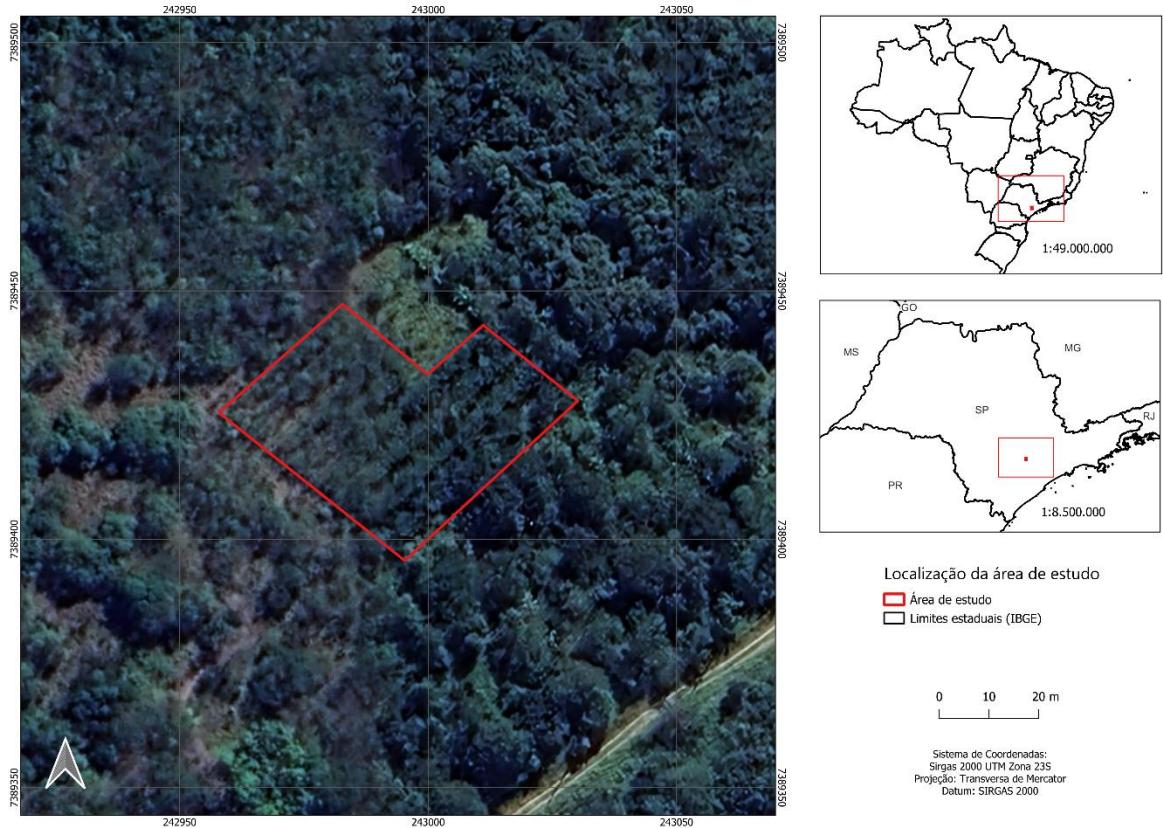 242950
243000
243050
7389500
7389500
7389450
7389450
7389400
7389400
7389350
7389350
242950
243000
243050
1:49.000.000
GO
MS
MG
SP
RJ
PR
1:8.500.000
Localização da área de estudo
Área de estudo
Limites estaduais (IBGE)
0 10 20 m
Sistema de Coordenadas:
Sirgas 2000 UTM Zona 23S
Projeção: Transversa de Mercator
Datum: SIRGAS 2000